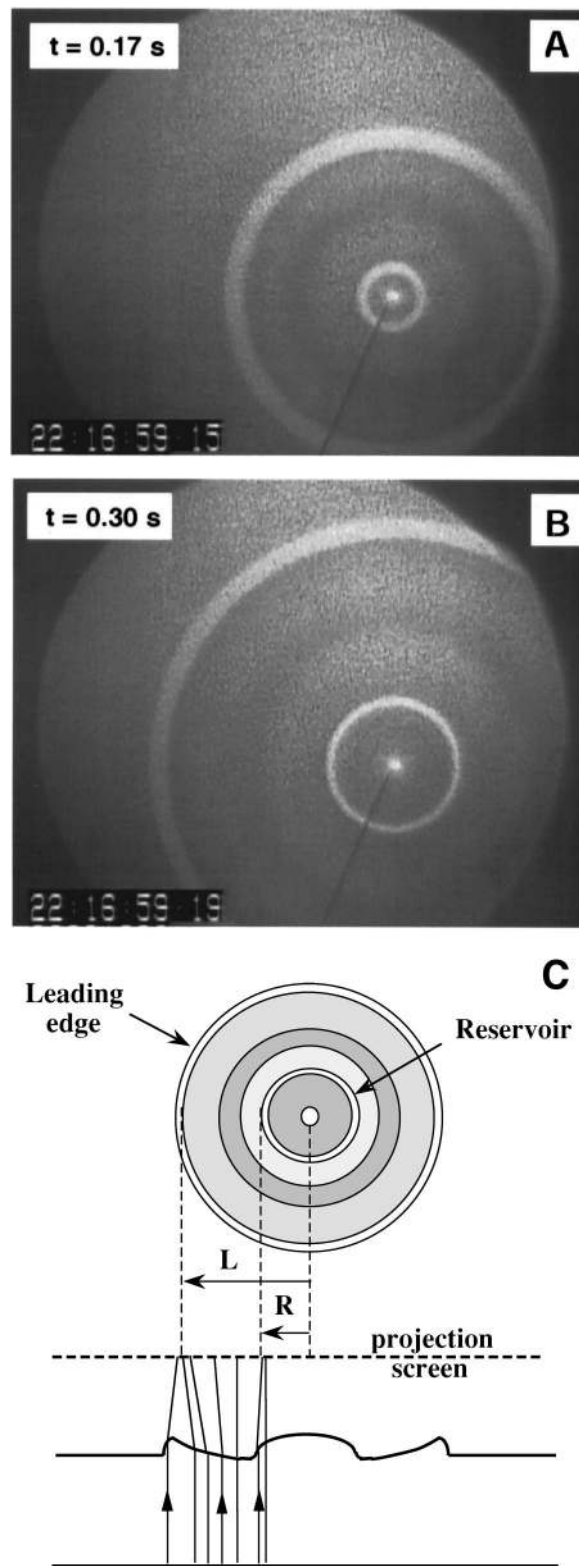 t = 0.17 s
A
22:16:59 15
t = 0.30 s
B
22:16:59 19
C
Leading
edge
Reservoir
L
R
projection
screen